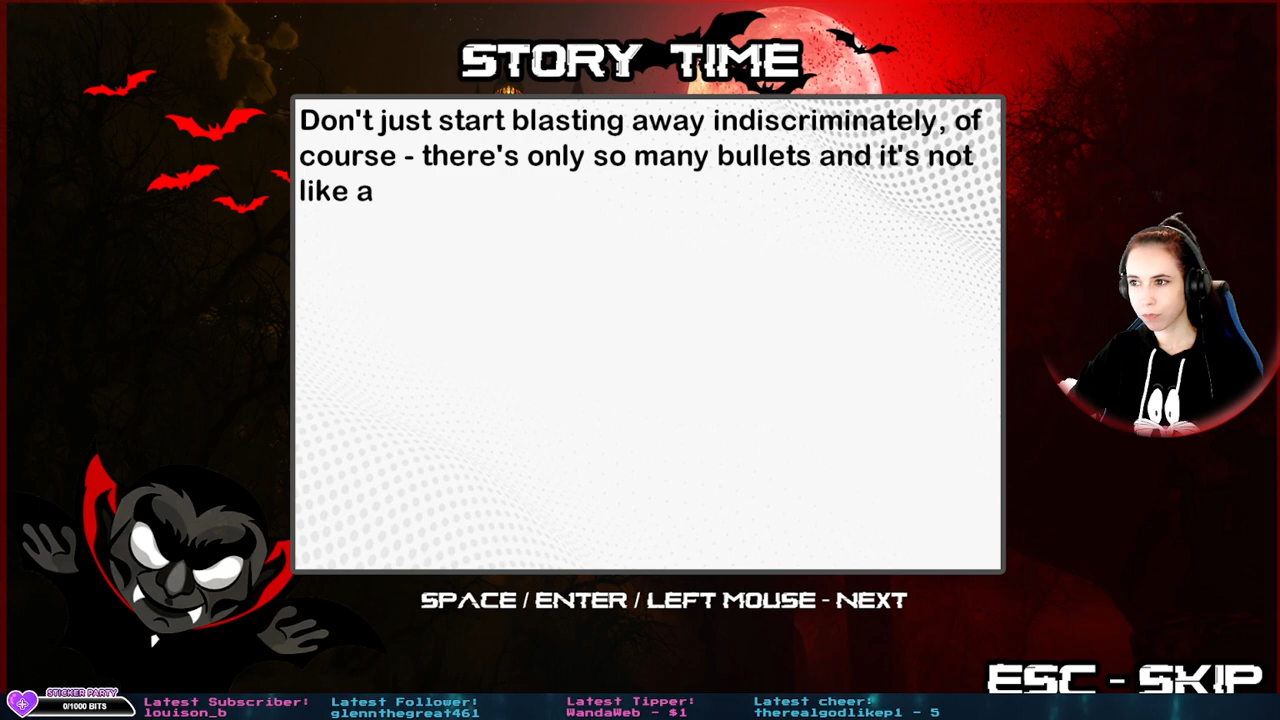 STORY TIME
Don't just start blasting away indiscriminately, of
course - there's only so many bullets and it's not
like a
SPACE / ENTER / LEFT MOUSE - NEXT
ESC - SKIP
STICKER PARTY
0/1000 BITS
Latest Subscriber:
louison_b
Latest Follower:
glennthegreat461
Latest Tipper:
WandaWeb - $1
Latest cheer:
therealgodlikep1 - 5